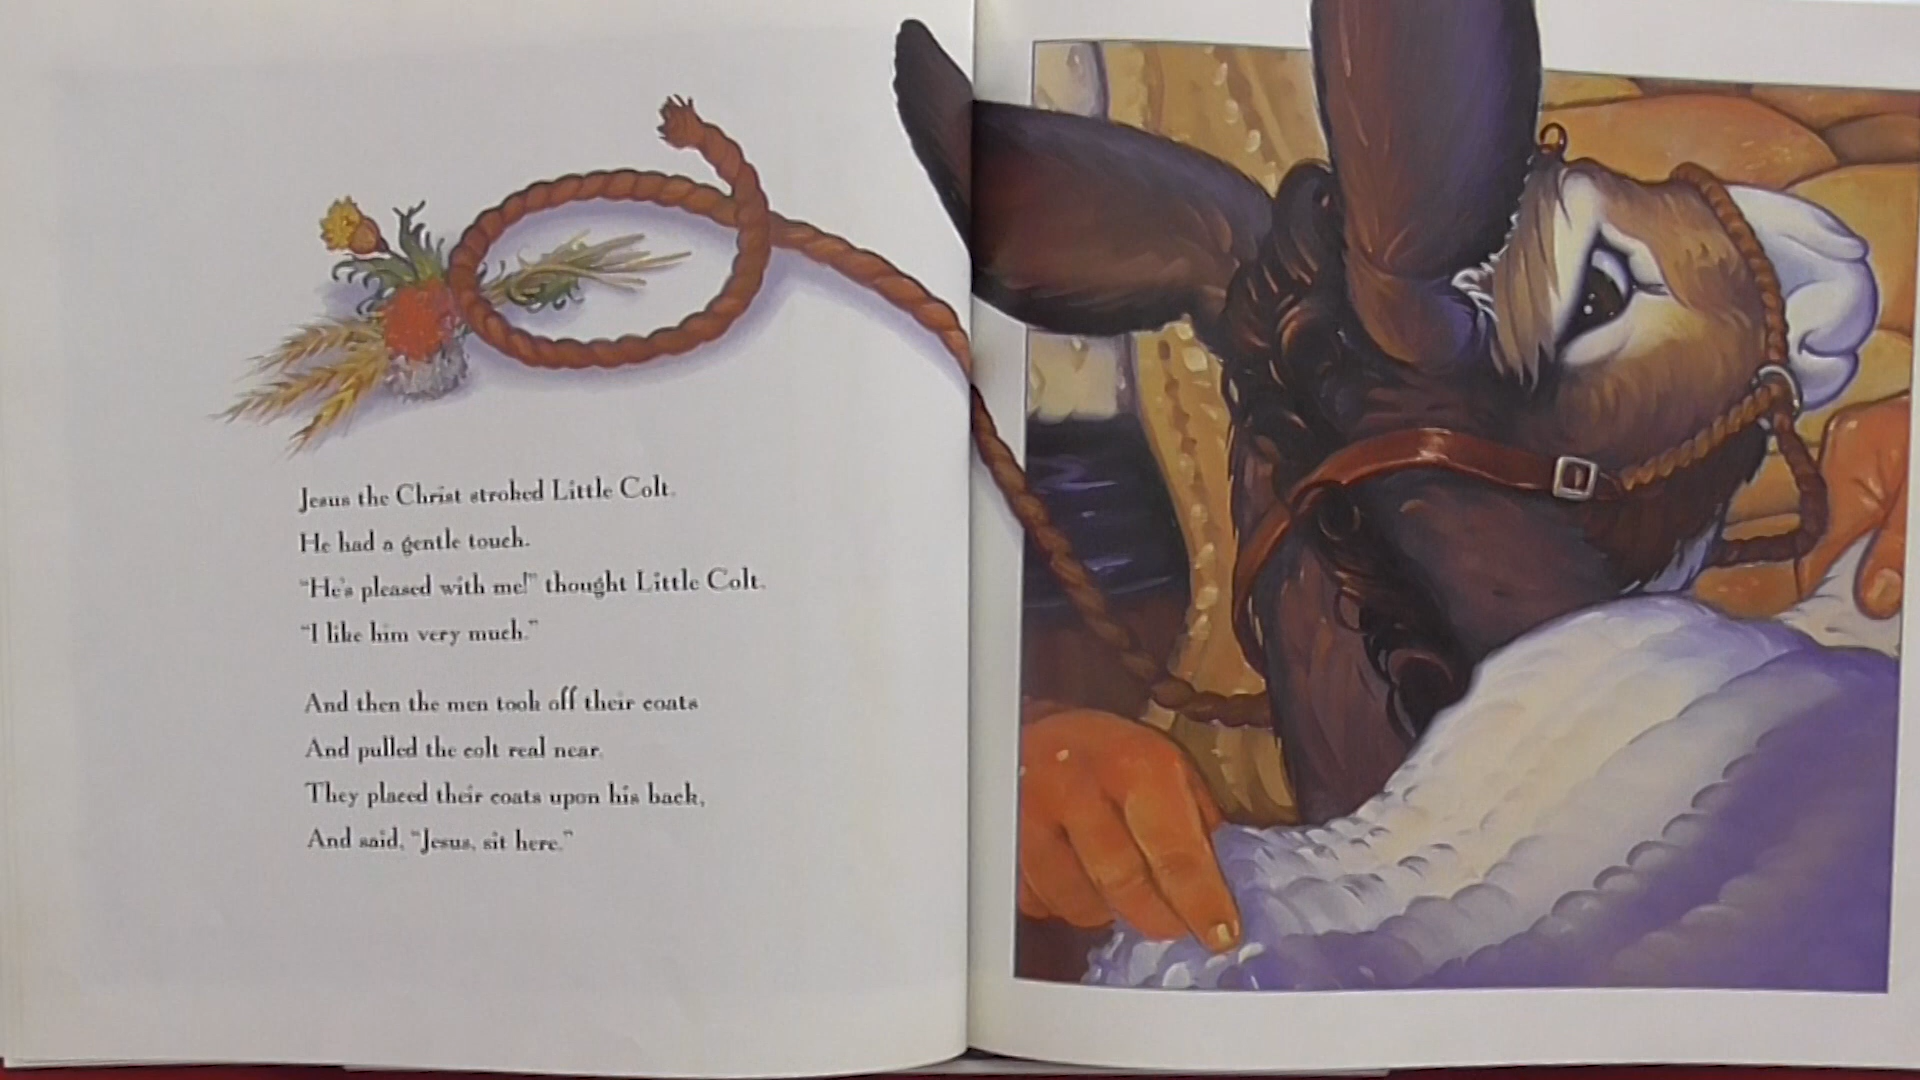 Jesus the Christ stroked Little Colt.
He had a gentle touch.
“He's pleased with me!” thought Little Colt.
“I like him very much.”
And then the men took off their coats
And pulled the colt real near.
They placed their coats upon his back,
And said, “Jesus, sit here.”